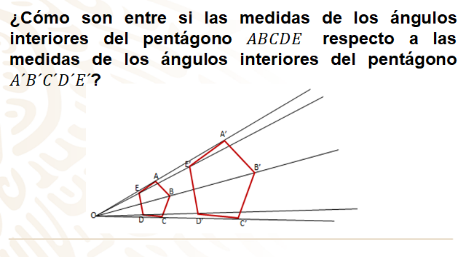 ¿Cómo son entre si las medidas de los ángulos
interiores del pentágono ABCDE respecto a las
medidas de los ángulos interiores del pentágono
A´B´C´D´E´?
A'
E'
A
B'
E
B
O
D
C
D'
C'